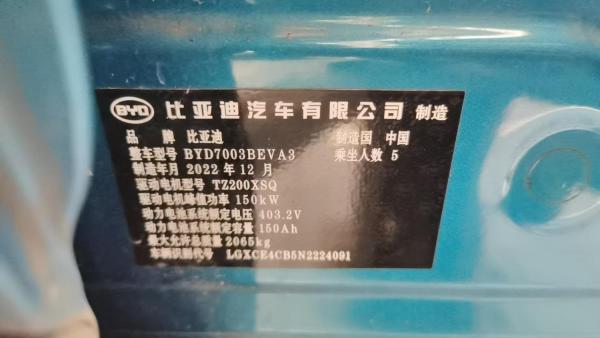 BYD 比亚迪汽车有限公司 制造
品 牌 比亚迪 制造国 中国
整车型号 BYD7003BEVA3 乘坐人数 5
制造年月 2022 年 12 月
驱动电机型号 TZ200XSQ
驱动电机峰值功率 150kW
动力电池系统额定电压 403.2V
动力电池系统额定容量 150Ah
最大允许总质量 2065kg
车辆识别代号 LGXCE4CB5N2224091